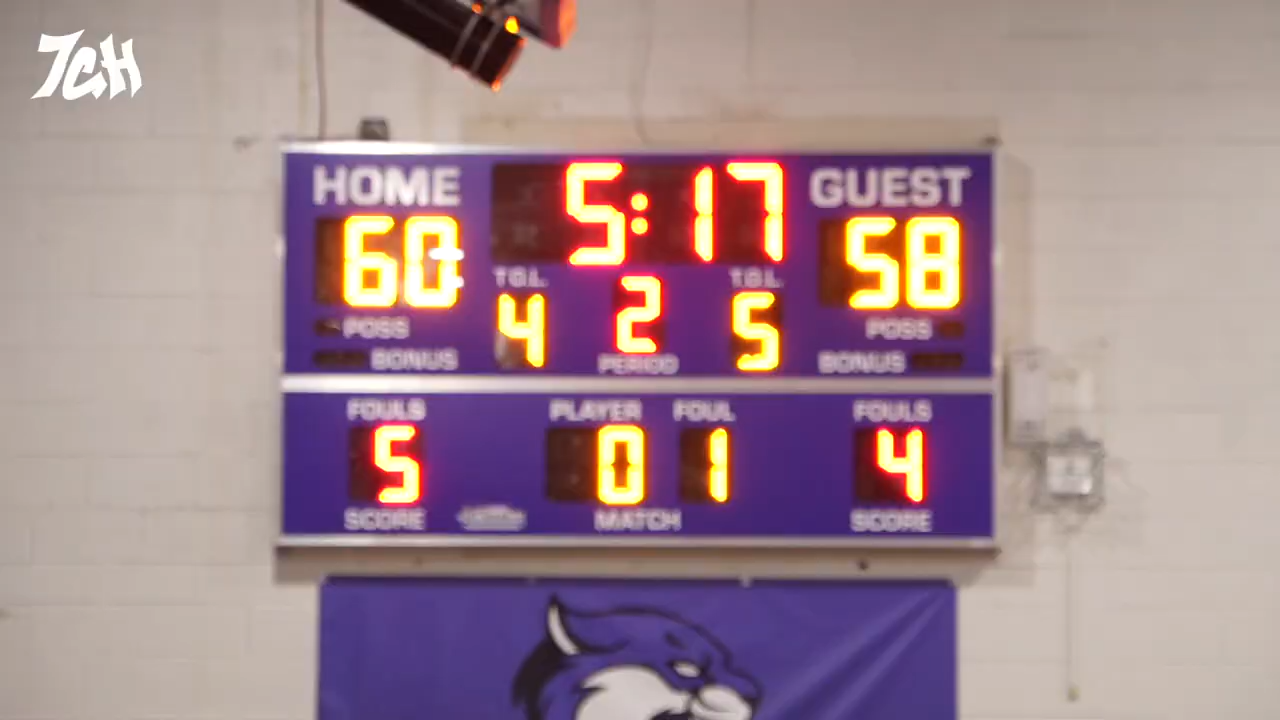 7GH
HOME 5:17 GUEST
60 58
T.O.L. T.O.L.
4 2 5
POSS POSS
BONUS PERIOD BONUS
FOULS PLAYER FOUL FOULS
5 0 1 4
SCORE MATCH SCORE